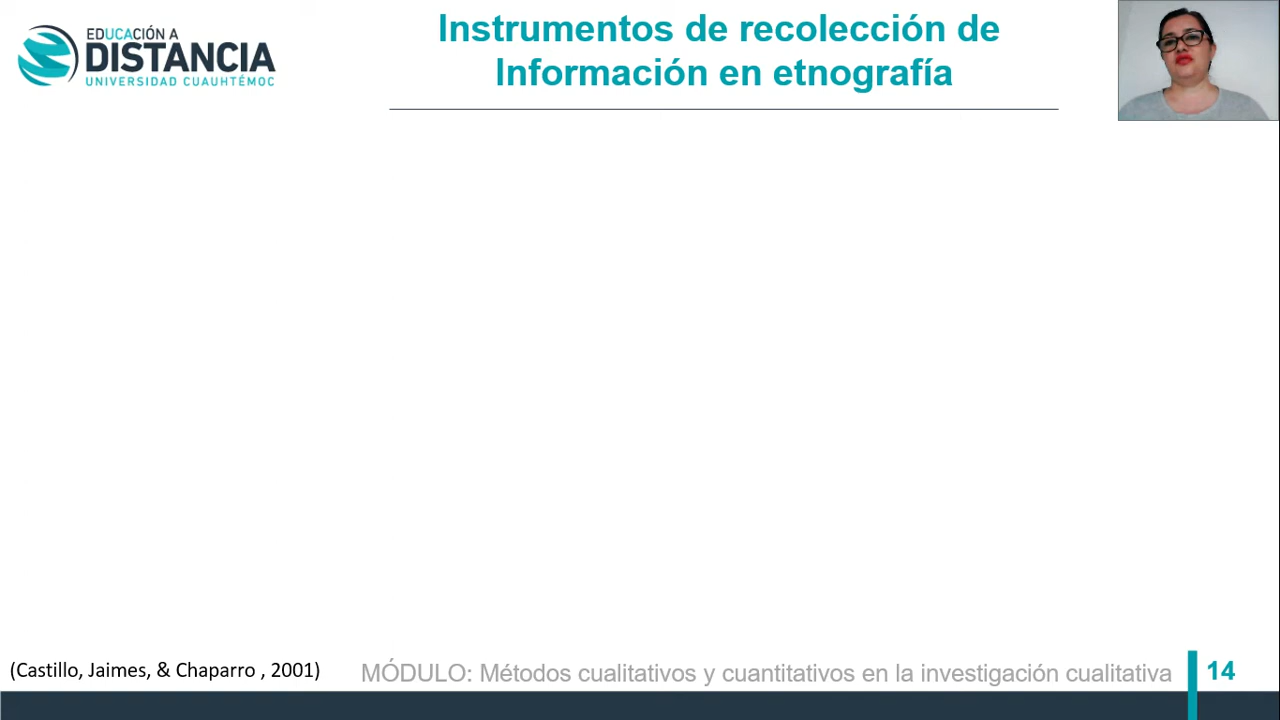 EDUCACIÓN A
DISTANCIA
UNIVERSIDAD CUAUHTÉMOC
Instrumentos de recolección de
Información en etnografía
(Castillo, Jaimes, & Chaparro , 2001)
MÓDULO: Métodos cualitativos y cuantitativos en la investigación cualitativa
14